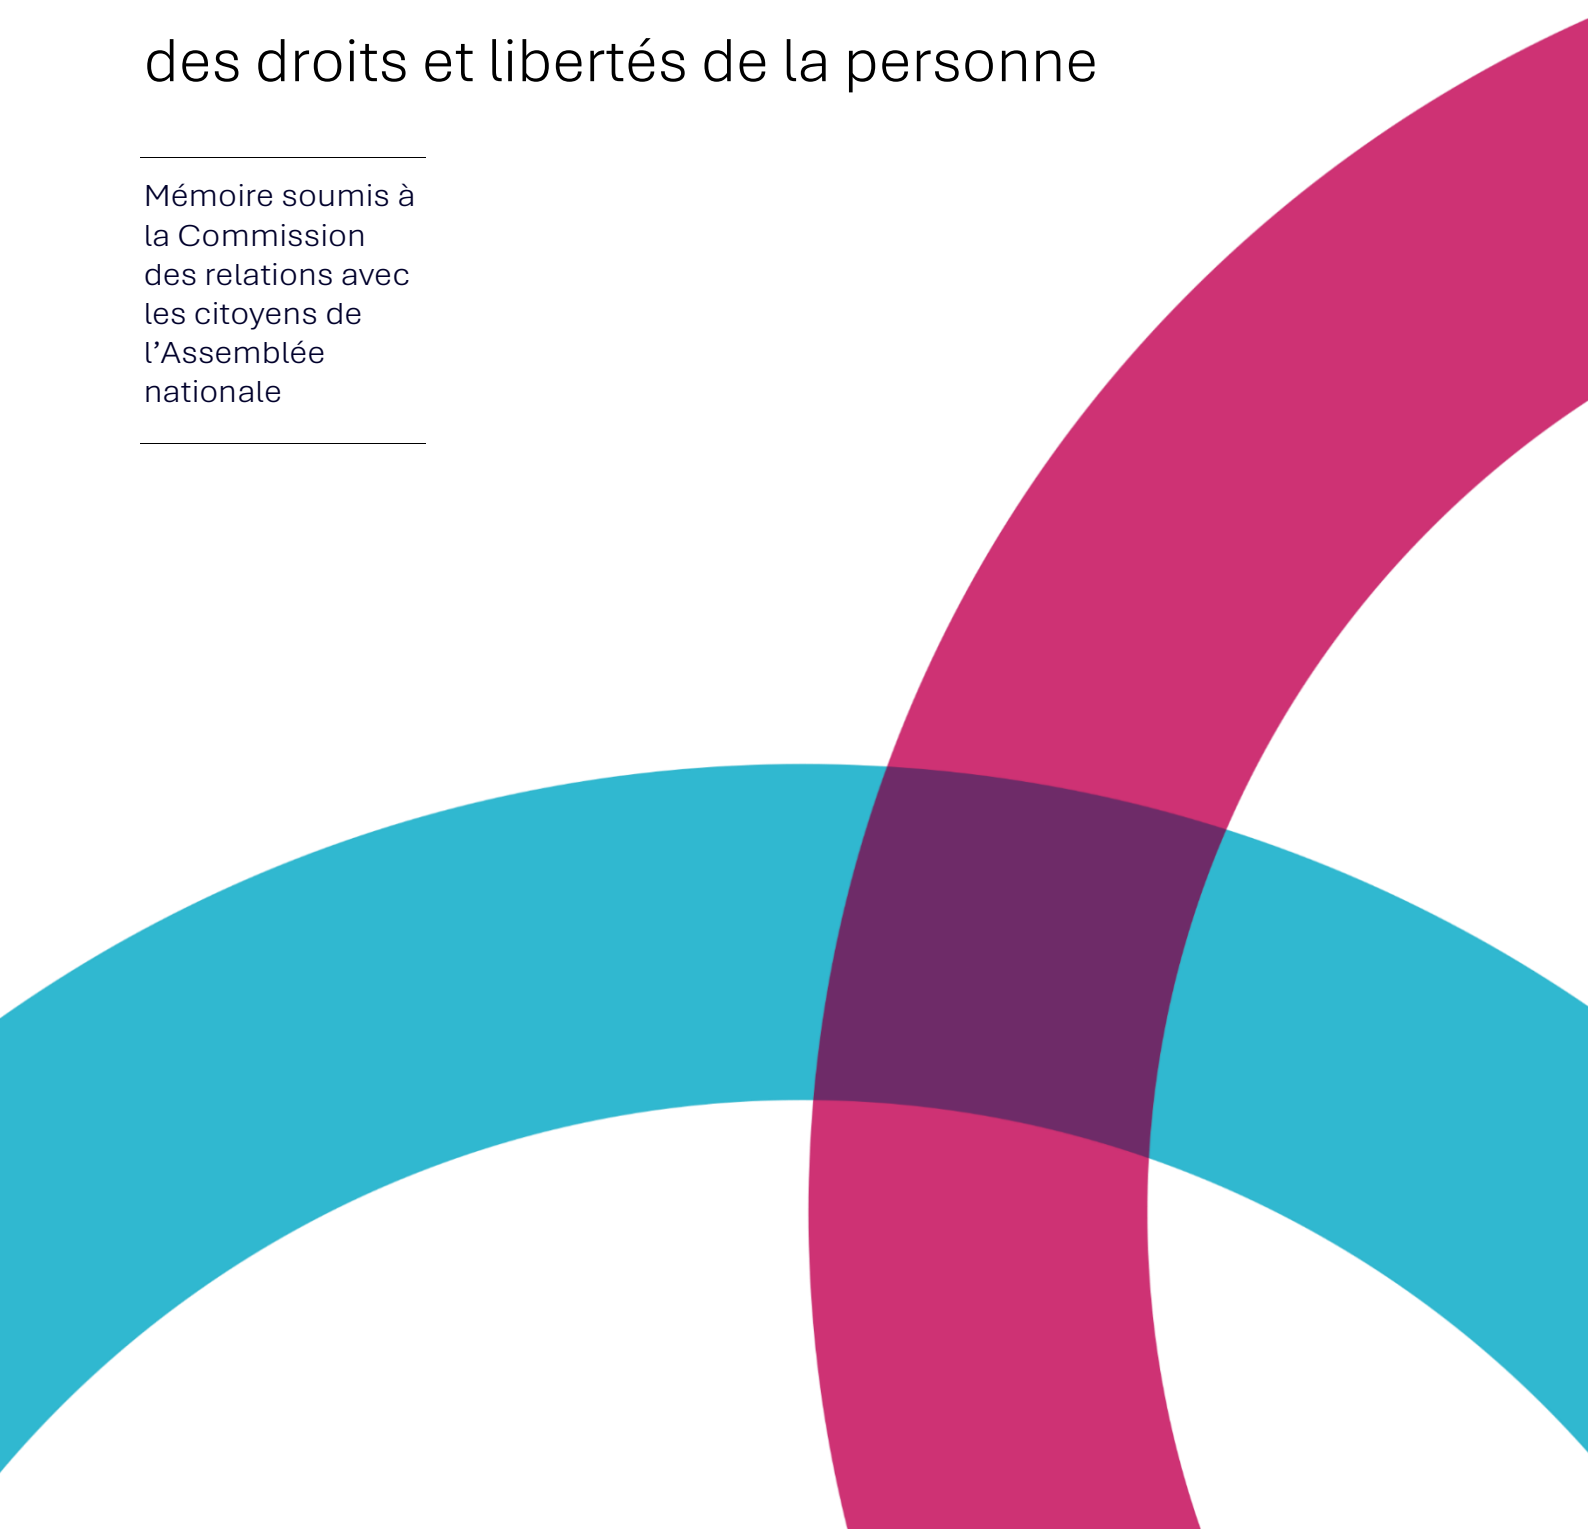 des droits et libertés de la personne
Mémoire soumis à
la Commission
des relations avec
les citoyens de
l’Assemblée
nationale